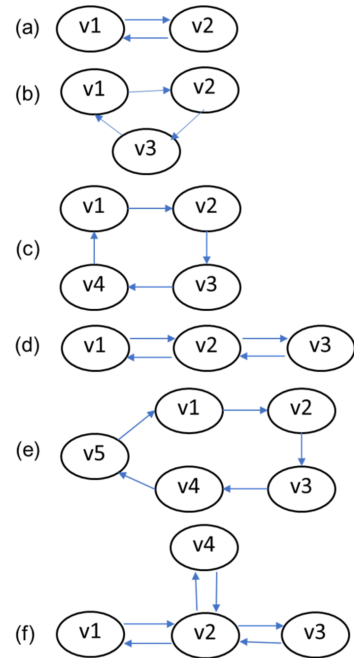 (a) v1 v2
(b) v1 v2
v3
v1 v2
(c)
v4 v3
(d) v1 v2 v3
v1 v2
(e) v5
v4 v3
v4
(f) v1 v2 v3